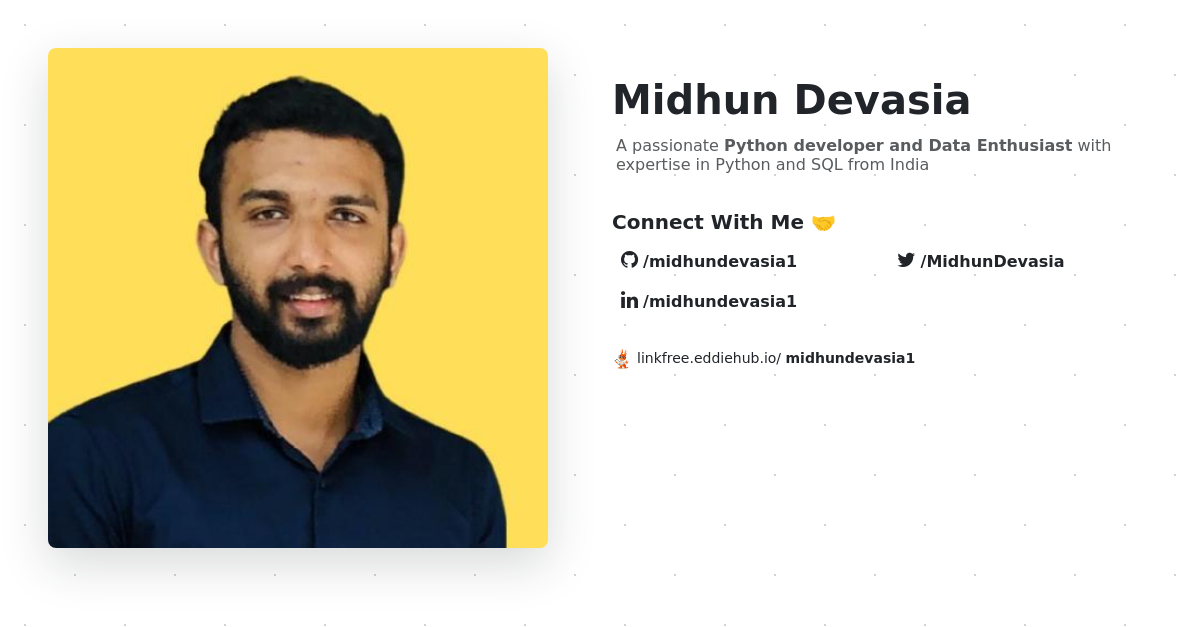 Midhun Devasia
A passionate Python developer and Data Enthusiast with
expertise in Python and SQL from India
Connect With Me 🤝
/midhundevasia1
/MidhunDevasia
/midhundevasia1
linkfree.eddiehub.io/ midhundevasia1